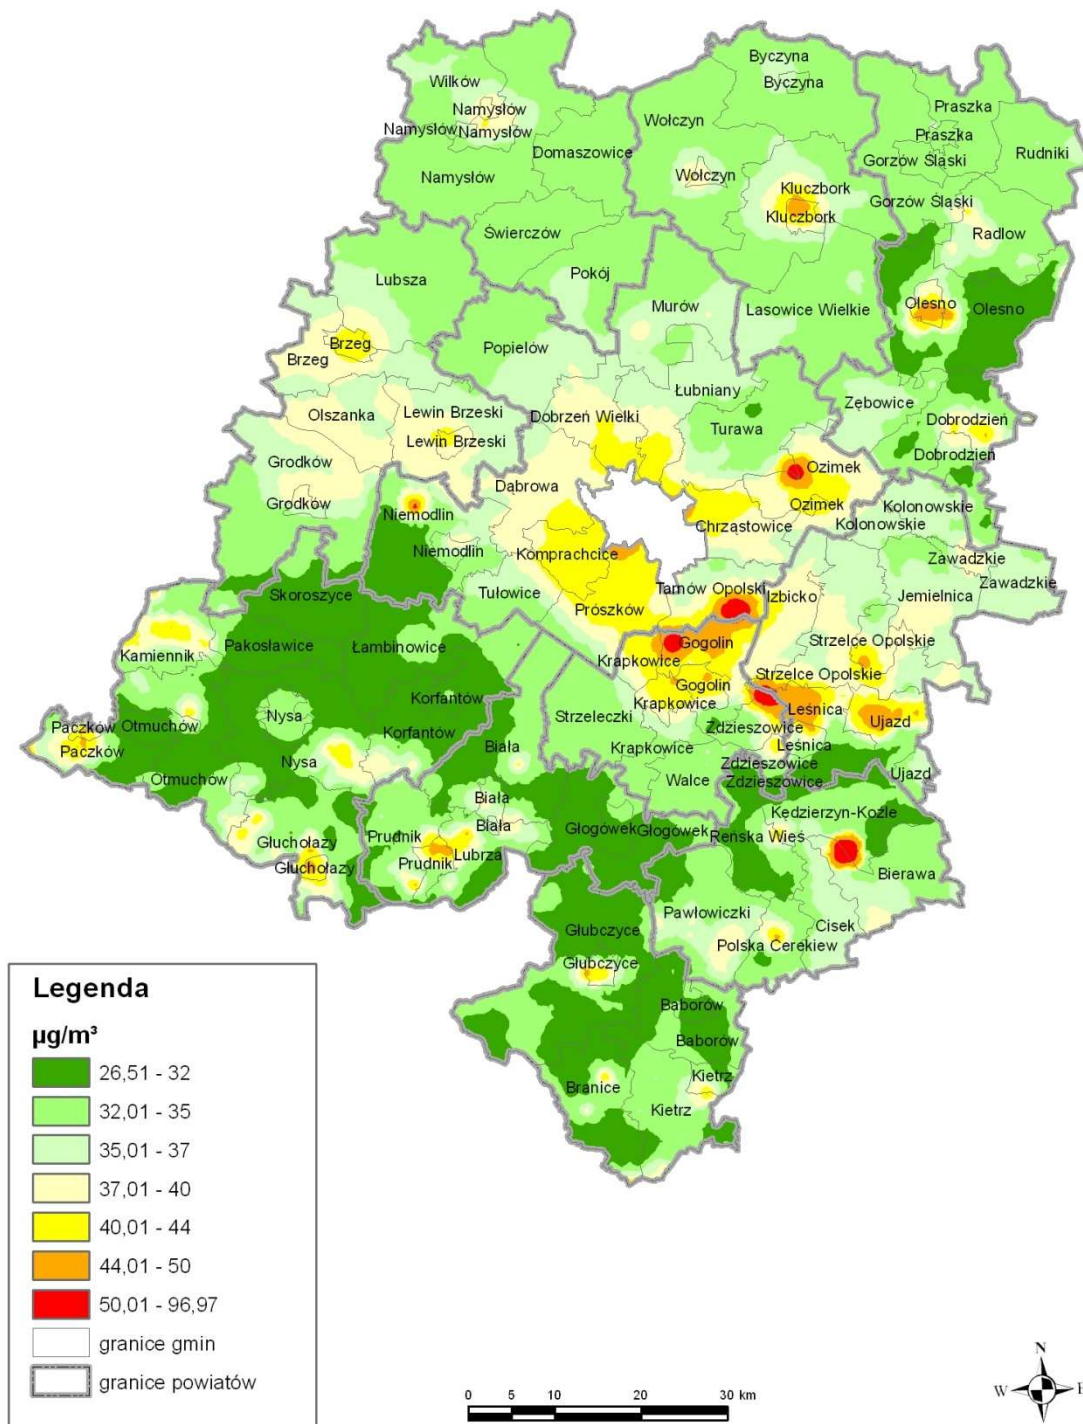 Byczyna
Byczyna
Wilków
Namysłów
Namysłów
Namysłów
Wołczyn
Praszka
Praszka
Domaszowice
Gorzów Śląski
Rudniki
Namysłów
Wołczyn
Kluczbork
Kluczbork
Gorzów Śląski
Radlow
Świerczów
Lubsza
Pokój
Murów
Lasowice Wielkie
Olesno
Olesno
Brzeg
Brzeg
Popielów
Łubniany
Olszanka
Lewin Brzeski
Dobrzeń Wielki
Zębowice
Turawa
Dobrodzień
Lewin Brzeski
Dobrodzień
Grodków
Ozimek
Dąbrowa
Grodków
Ozimek
Kolonowskie
Niemodlin
Chrząstowice
Kolonowskie
Niemodlin
Komprachcice
Zawadzkie
Zawadzkie
Skoroszyce
Tułowice
Tarnów Opolski
Izbicko
Jemielnica
Prószków
Pakosławice
Łambinowice
Strzelce Opolskie
Kamiennik
Gogolin
Krapkowice
Strzelce Opolskie
Gogolin
Korfantów
Krapkowice
Leśnica
Nysa
Paczków
Otmuchów
Strzeleczki
Zdzieszowice
Ujazd
Korfantów
Paczków
Biała
Krapkowice
Leśnica
Nysa
Zdzieszowice
Otmuchów
Walce
Zdzieszowice
Ujazd
Biała
Kędzierzyn-Koźle
Biała
Głogówek
Głogówek
Reńska Wieś
Prudnik
Głuchołazy
Lubrza
Prudnik
Głuchołazy
Bierawa
Pawłowiczki
Cisek
Głubczyce
Polska Cerekiew
Głubczyce
Baborów
Baborów
Kietrz
Branice
Kietrz
Legenda
µg/m³
26,51 - 32
32,01 - 35
35,01 - 37
37,01 - 40
40,01 - 44
44,01 - 50
50,01 - 96,97
granice gmin
granice powiatów
0 5 10 20 30 km
N
W E
S